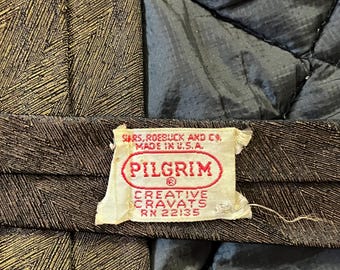 SEARS, ROEBUCK AND CO.
MADE IN U.S.A.
PILGRIM
®
CREATIVE
CRAVATS
RN 22135